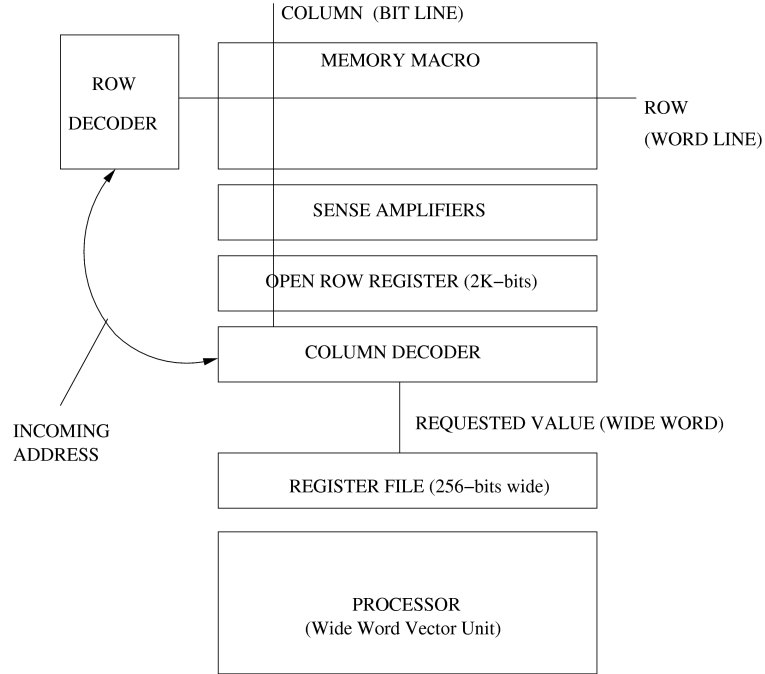 COLUMN (BIT LINE)
MEMORY MACRO
ROW
DECODER
ROW
(WORD LINE)
SENSE AMPLIFIERS
OPEN ROW REGISTER (2K−bits)
COLUMN DECODER
INCOMING
ADDRESS
REQUESTED VALUE (WIDE WORD)
REGISTER FILE (256−bits wide)
PROCESSOR
(Wide Word Vector Unit)